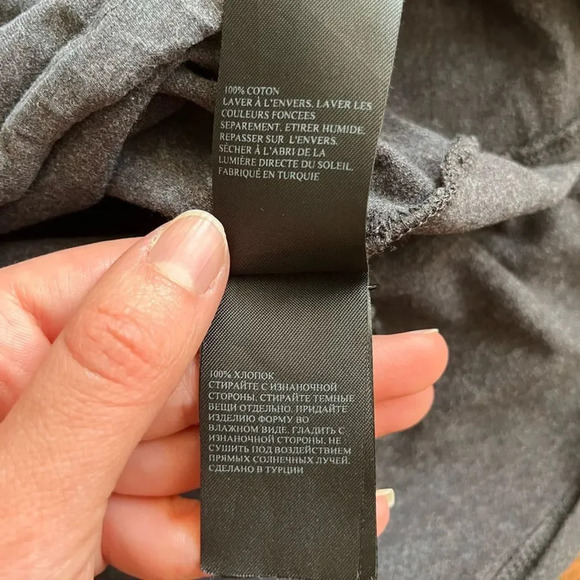 100% COTON
LAVER À L'ENVERS. LAVER LES
COULEURS FONCÉES
SEPAREMENT. ETIRER HUMIDE.
REPASSER SUR L'ENVERS.
SÉCHER À L'ABRI DE LA
LUMIÈRE DIRECTE DU SOLEIL.
FABRIQUÉ EN TURQUIE
100% ХЛОПОК
СТИРАЙТЕ С ИЗНАНОЧНОЙ
СТОРОНЫ. СТИРАЙТЕ ТЕМНЫЕ
ВЕЩИ ОТДЕЛЬНО. ПРИДАЙТЕ
ИЗДЕЛИЮ ФОРМУ ВО
ВЛАЖНОМ ВИДЕ. ГЛАДИТЬ С
ИЗНАНОЧНОЙ СТОРОНЫ, НЕ
СУШИТЬ ПОД ВОЗДЕЙСТВИЕМ
ПРЯМЫХ СОЛНЕЧНЫХ ЛУЧЕЙ.
СДЕЛАНО В ТУРЦИИ